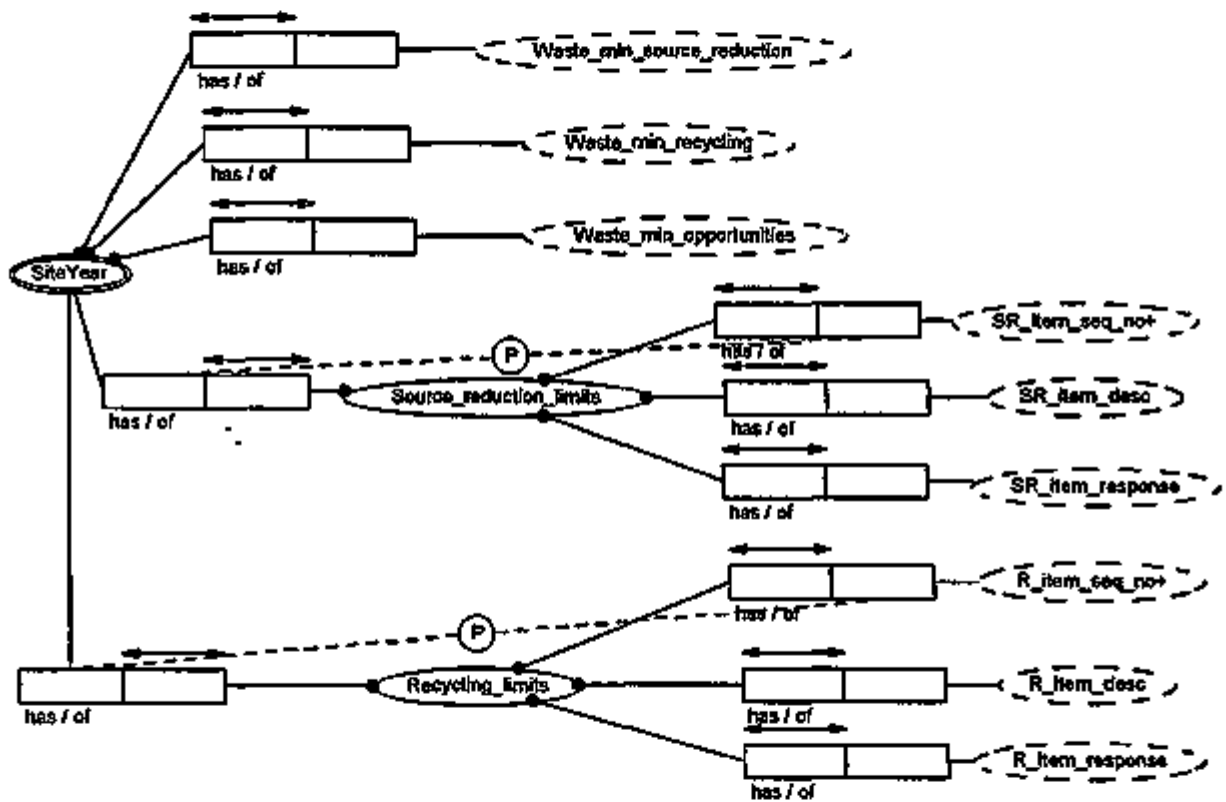 Waste_min_source_reduction
has / of
Waste_min_recycling
has / of
Waste_min_opportunities
has / of
SiteYear
SR_item_seq_no+
has / of
P
Source_reduction_limits
has / of
SR_item_desc
has / of
SR_item_response
has / of
R_item_seq_no+
has / of
P
Recycling_limits
has / of
R_item_desc
has / of
R_item_response
has / of